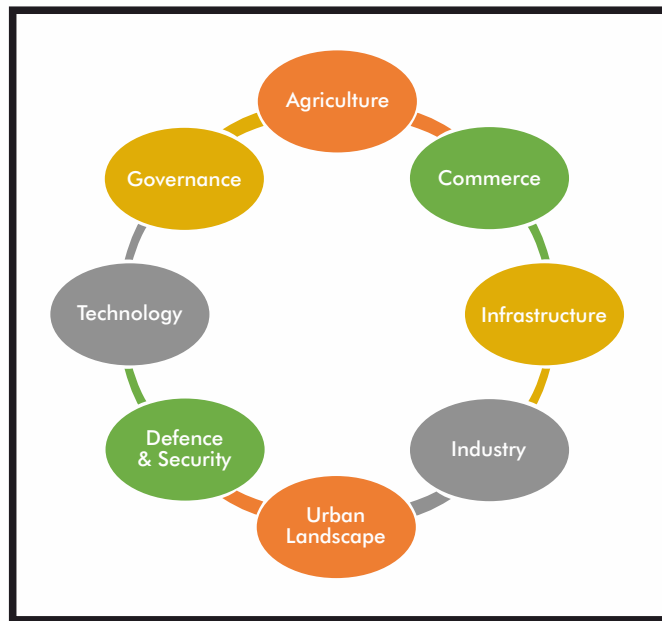 Agriculture
Commerce
Infrastructure
Industry
Urban
Landscape
Defence
& Security
Technology
Governance